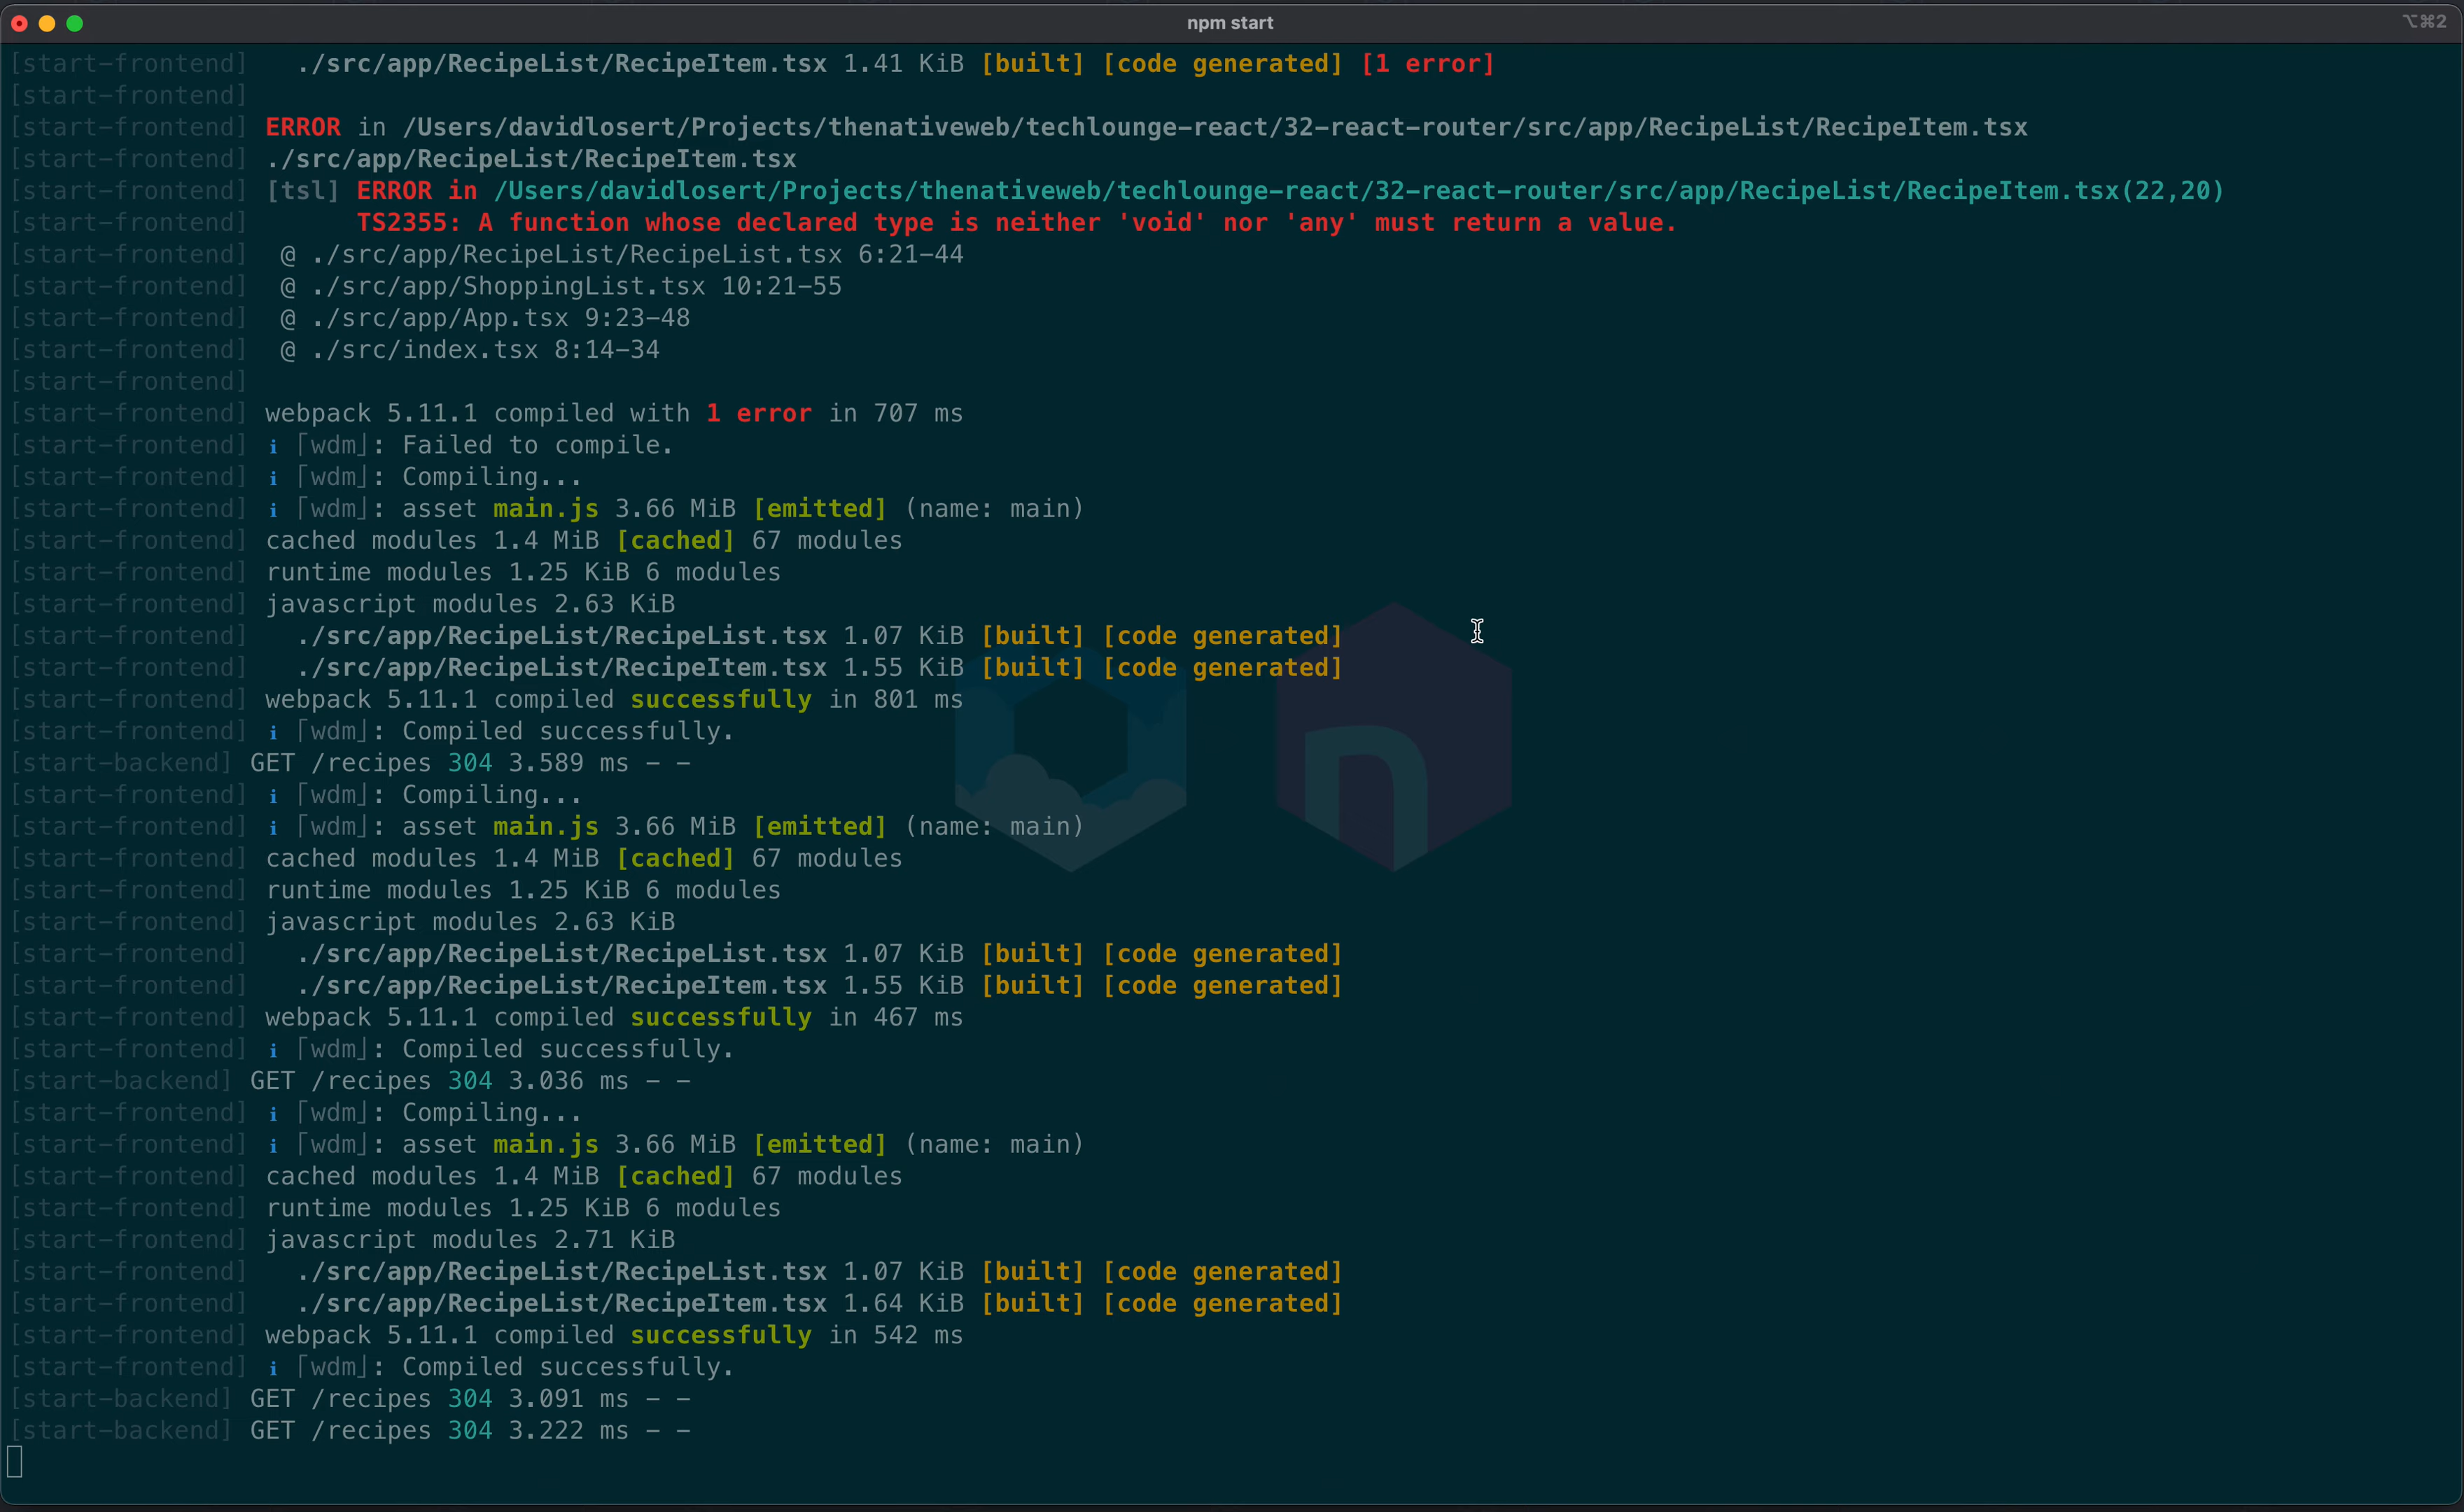 npm start
⌥⌘2
[start-frontend]   ./src/app/RecipeList/RecipeItem.tsx 1.41 KiB [built] [code generated] [1 error]
[start-frontend]
[start-frontend] ERROR in /Users/davidlosert/Projects/thenativeweb/techlounge-react/32-react-router/src/app/RecipeList/RecipeItem.tsx
[start-frontend] ./src/app/RecipeList/RecipeItem.tsx
[start-frontend] [tsl] ERROR in /Users/davidlosert/Projects/thenativeweb/techlounge-react/32-react-router/src/app/RecipeList/RecipeItem.tsx(22,20)
[start-frontend]       TS2355: A function whose declared type is neither 'void' nor 'any' must return a value.
[start-frontend]  @ ./src/app/RecipeList/RecipeList.tsx 6:21-44
[start-frontend]  @ ./src/app/ShoppingList.tsx 10:21-55
[start-frontend]  @ ./src/app/App.tsx 9:23-48
[start-frontend]  @ ./src/index.tsx 8:14-34
[start-frontend]
[start-frontend] webpack 5.11.1 compiled with 1 error in 707 ms
[start-frontend] ℹ ｢wdm｣: Failed to compile.
[start-frontend] ℹ ｢wdm｣: Compiling...
[start-frontend] ℹ ｢wdm｣: asset main.js 3.66 MiB [emitted] (name: main)
[start-frontend] cached modules 1.4 MiB [cached] 67 modules
[start-frontend] runtime modules 1.25 KiB 6 modules
[start-frontend] javascript modules 2.63 KiB
[start-frontend]   ./src/app/RecipeList/RecipeList.tsx 1.07 KiB [built] [code generated]
[start-frontend]   ./src/app/RecipeList/RecipeItem.tsx 1.55 KiB [built] [code generated]
[start-frontend] webpack 5.11.1 compiled successfully in 801 ms
[start-frontend] ℹ ｢wdm｣: Compiled successfully.
[start-backend] GET /recipes 304 3.589 ms - -
[start-frontend] ℹ ｢wdm｣: Compiling...
[start-frontend] ℹ ｢wdm｣: asset main.js 3.66 MiB [emitted] (name: main)
[start-frontend] cached modules 1.4 MiB [cached] 67 modules
[start-frontend] runtime modules 1.25 KiB 6 modules
[start-frontend] javascript modules 2.63 KiB
[start-frontend]   ./src/app/RecipeList/RecipeList.tsx 1.07 KiB [built] [code generated]
[start-frontend]   ./src/app/RecipeList/RecipeItem.tsx 1.55 KiB [built] [code generated]
[start-frontend] webpack 5.11.1 compiled successfully in 467 ms
[start-frontend] ℹ ｢wdm｣: Compiled successfully.
[start-backend] GET /recipes 304 3.036 ms - -
[start-frontend] ℹ ｢wdm｣: Compiling...
[start-frontend] ℹ ｢wdm｣: asset main.js 3.66 MiB [emitted] (name: main)
[start-frontend] cached modules 1.4 MiB [cached] 67 modules
[start-frontend] runtime modules 1.25 KiB 6 modules
[start-frontend] javascript modules 2.71 KiB
[start-frontend]   ./src/app/RecipeList/RecipeList.tsx 1.07 KiB [built] [code generated]
[start-frontend]   ./src/app/RecipeList/RecipeItem.tsx 1.64 KiB [built] [code generated]
[start-frontend] webpack 5.11.1 compiled successfully in 542 ms
[start-frontend] ℹ ｢wdm｣: Compiled successfully.
[start-backend] GET /recipes 304 3.091 ms - -
[start-backend] GET /recipes 304 3.222 ms - -